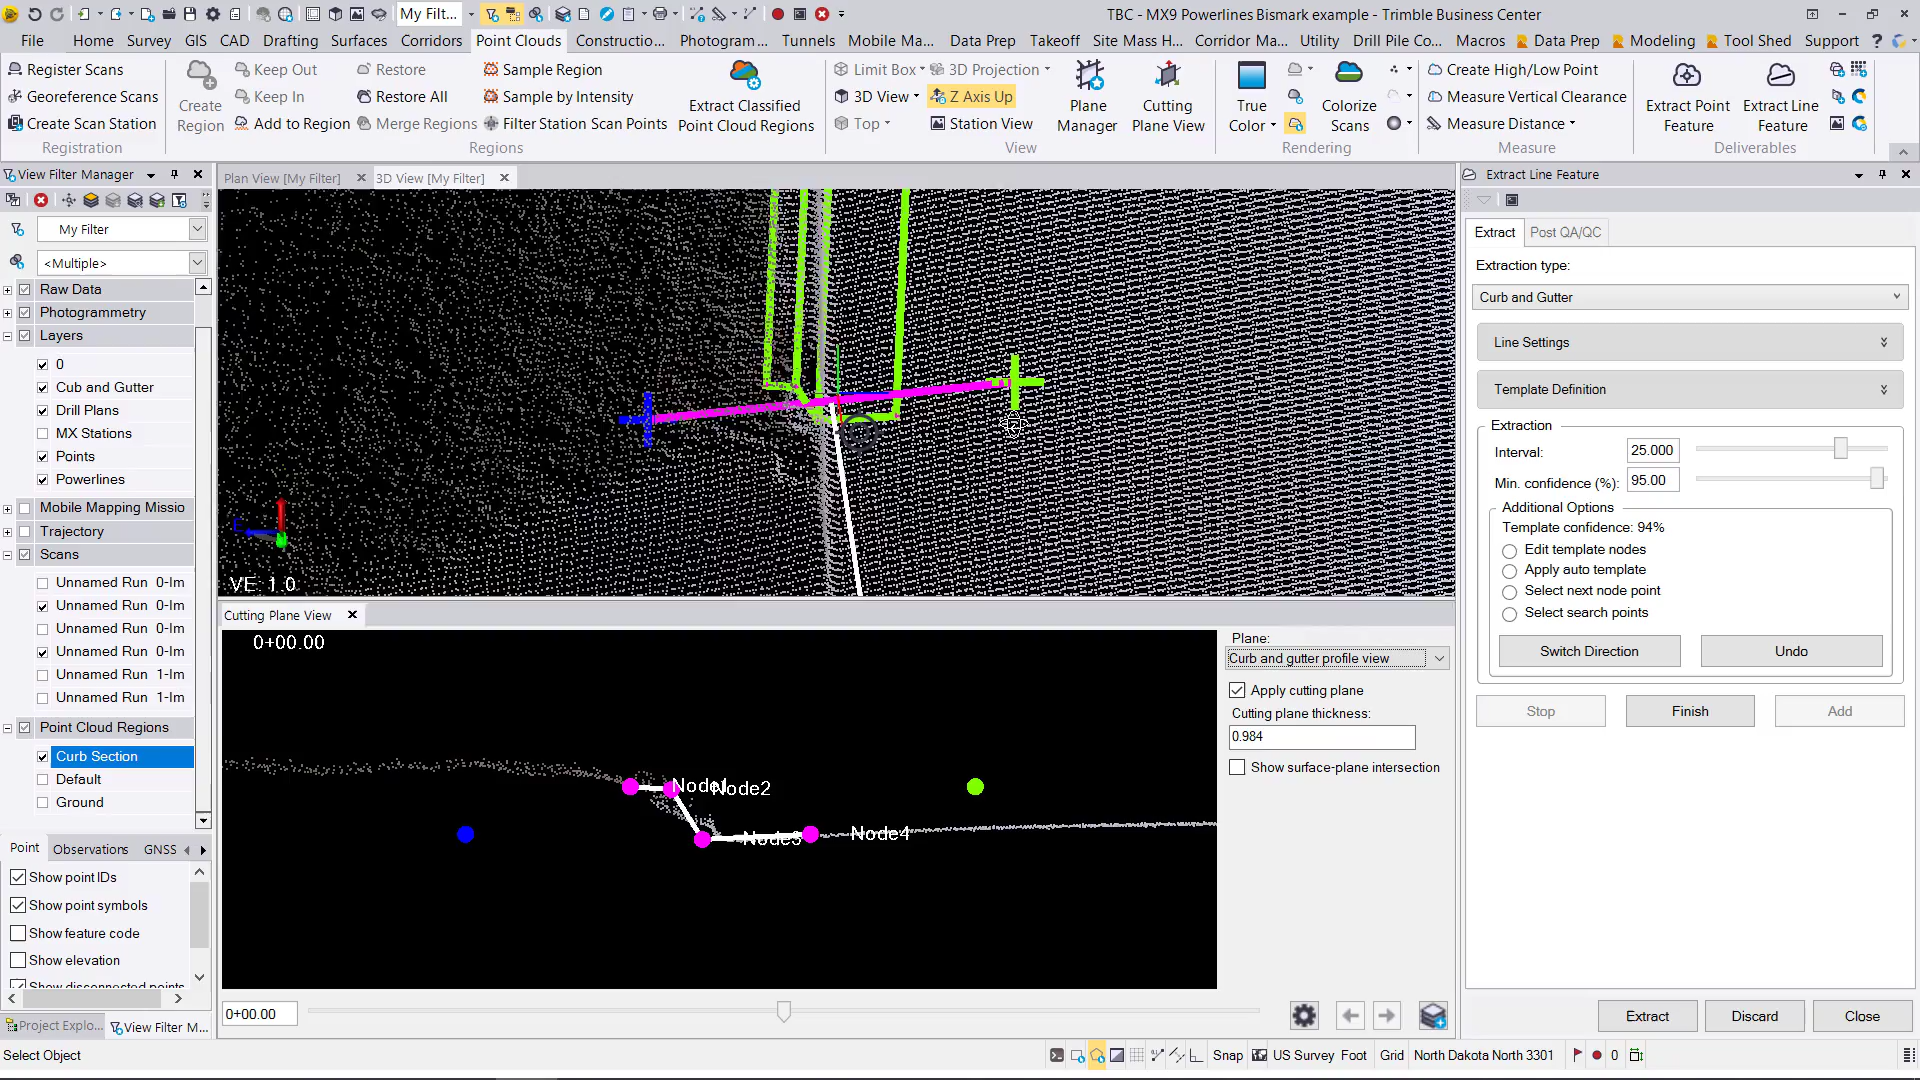 My Filt...
TBC - MX9 Powerlines Bismark example - Trimble Business Center
File Home Survey GIS CAD Drafting Surfaces Corridors Point Clouds Constructio... Photogram... Tunnels Mobile Ma... Data Prep Takeoff Site Mass H... Corridor Ma... Utility Drill Pile Co... Macros Data Prep Modeling Tool Shed Support
Register Scans
Georeference Scans
Create Scan Station
Registration
Create Region
Keep Out
Keep In
Add to Region
Restore
Restore All
Merge Regions
Sample Region
Sample by Intensity
Filter Station Scan Points
Extract Classified
Point Cloud Regions
Regions
Limit Box
3D View
Top
3D Projection
Z Axis Up
Station View
Plane
Manager
Cutting
Plane View
View
True
Color
Colorize
Scans
Rendering
Create High/Low Point
Measure Vertical Clearance
Measure Distance
Measure
Extract Point
Feature
Extract Line
Feature
Deliverables
View Filter Manager
My Filter
<Multiple>
Raw Data
Photogrammetry
Layers
0
Cub and Gutter
Drill Plans
MX Stations
Points
Powerlines
Mobile Mapping Missio
Trajectory
Scans
Unnamed Run 0-Im
Unnamed Run 0-Im
Unnamed Run 0-Im
Unnamed Run 0-Im
Unnamed Run 1-Im
Unnamed Run 1-Im
Point Cloud Regions
Curb Section
Default
Ground
Point Observations GNSS
Show point IDs
Show point symbols
Show feature code
Show elevation
Show disconnected points
Project Explo... View Filter M...
Plan View [My Filter]
3D View [My Filter]
E
VE 1.0
Cutting Plane View
0+00.00
Node1
Node2
Node3
Node4
Plane:
Curb and gutter profile view
Apply cutting plane
Cutting plane thickness:
0.984
Show surface-plane intersection
0+00.00
Extract Line Feature
Extract Post QA/QC
Extraction type:
Curb and Gutter
Line Settings
Template Definition
Extraction
Interval: 25.000
Min. confidence (%): 95.00
Additional Options
Template confidence: 94%
Edit template nodes
Apply auto template
Select next node point
Select search points
Switch Direction Undo
Stop Finish Add
Extract Discard Close
Select Object
Snap US Survey Foot Grid North Dakota North 3301 0